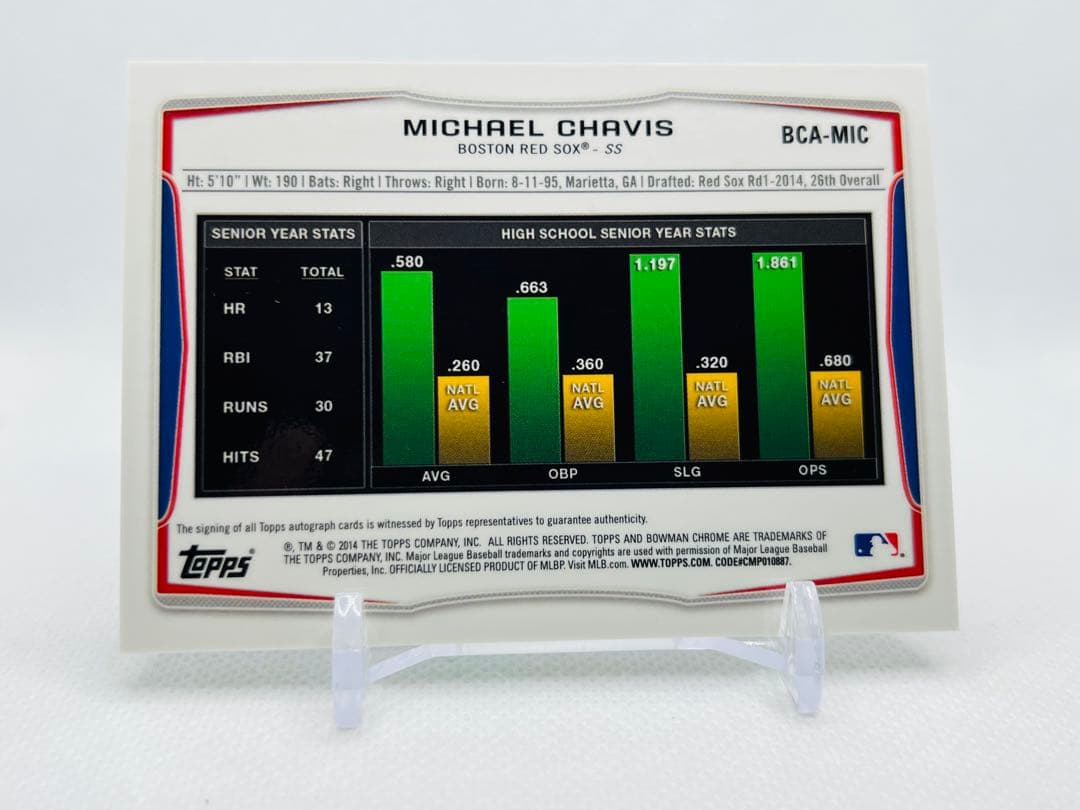 MICHAEL CHAVIS
BCA-MIC
BOSTON RED SOX® - SS
Ht: 5'10" | Wt: 190 | Bats: Right | Throws: Right | Born: 8-11-95, Marietta, GA | Drafted: Red Sox Rd1-2014, 26th Overall
SENIOR YEAR STATS
STAT TOTAL
HR 13
RBI 37
RUNS 30
HITS 47
HIGH SCHOOL SENIOR YEAR STATS
.580
.260
NATL
AVG
AVG
.663
.360
NATL
AVG
OBP
1.197
.320
NATL
AVG
SLG
1.861
.680
NATL
AVG
OPS
The signing of all Topps autograph cards is witnessed by Topps representatives to guarantee authenticity.
Topps®
®, TM & © 2014 THE TOPPS COMPANY, INC. ALL RIGHTS RESERVED. TOPPS AND BOWMAN CHROME ARE TRADEMARKS OF
THE TOPPS COMPANY, INC. Major League Baseball trademarks and copyrights are used with permission of Major League Baseball
Properties, Inc. OFFICIALLY LICENSED PRODUCT OF MLBP. Visit MLB.com. WWW.TOPPS.COM. CODE#CMP010887.